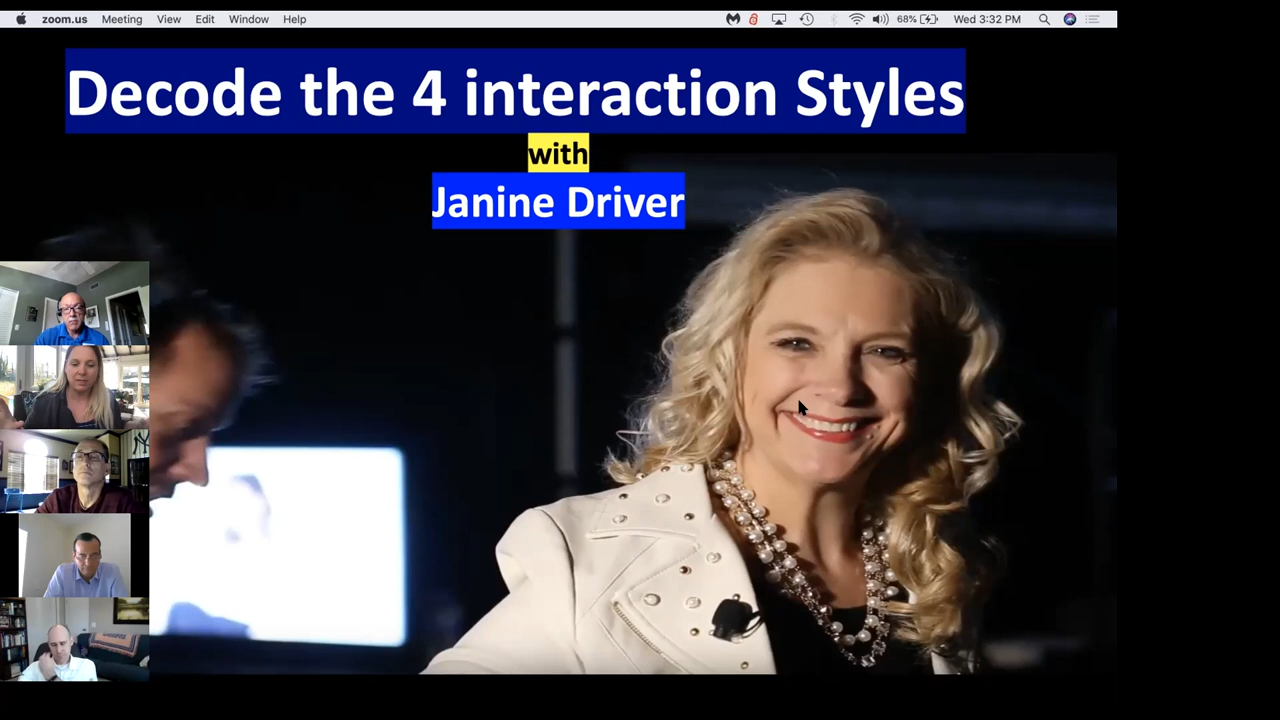 zoom.us Meeting View Edit Window Help 68% Wed 3:32 PM
Decode the 4 interaction Styles
with
Janine Driver